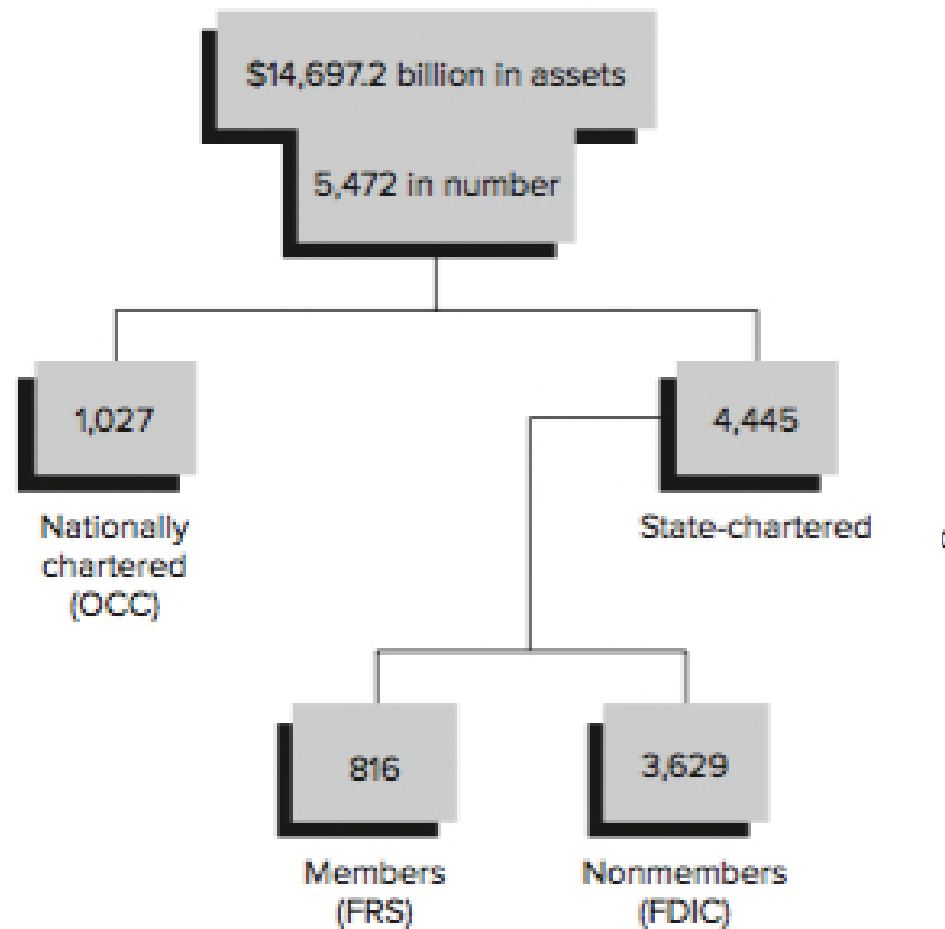 $14,697.2 billion in assets
5,472 in number
1,027
4,445
Nationally
chartered
(OCC)
State-chartered
816
3,629
Members
(FRS)
Nonmembers
(FDIC)